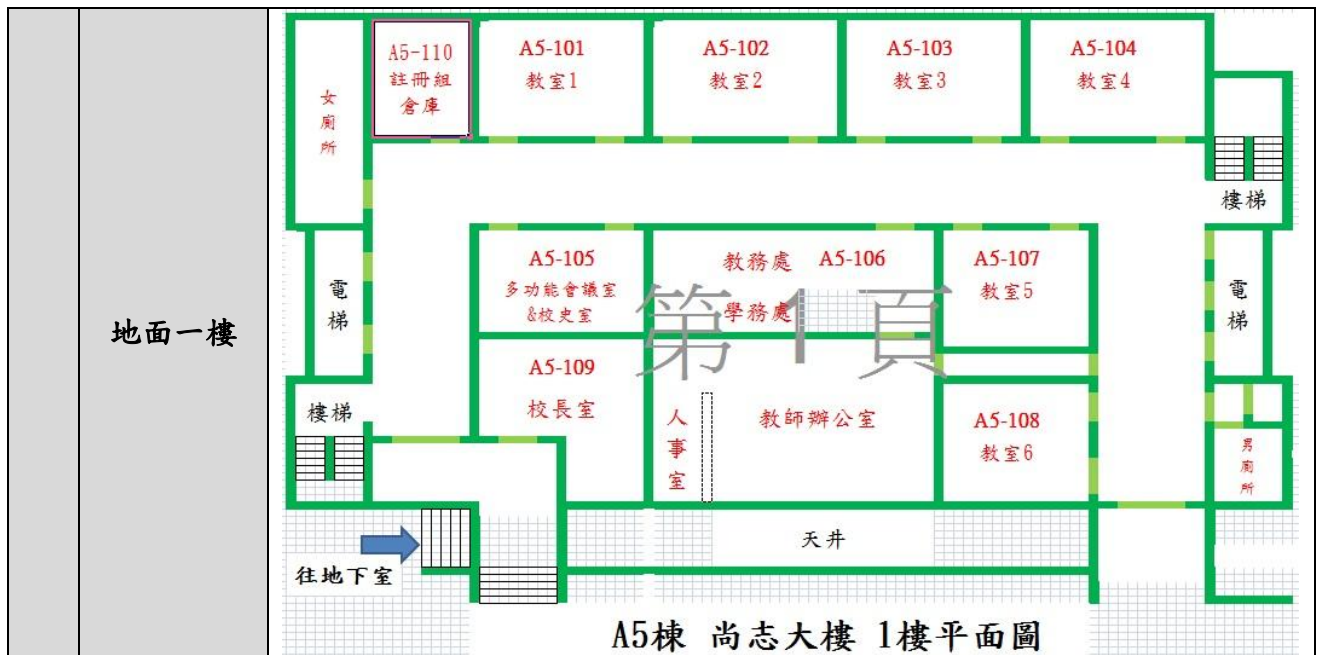 地面一樓
A5-110
註冊組
倉庫
A5-101
教室1
A5-102
教室2
A5-103
教室3
A5-104
教室4
女廁所
樓梯
電梯
A5-105
多功能會議室
&校史室
教務處 A5-106
學務處
A5-107
教室5
電梯
第1頁
A5-109
校長室
樓梯
人事室
教師辦公室
A5-108
教室6
男廁所
天井
往地下室
A5棟 尚志大樓 1樓平面圖